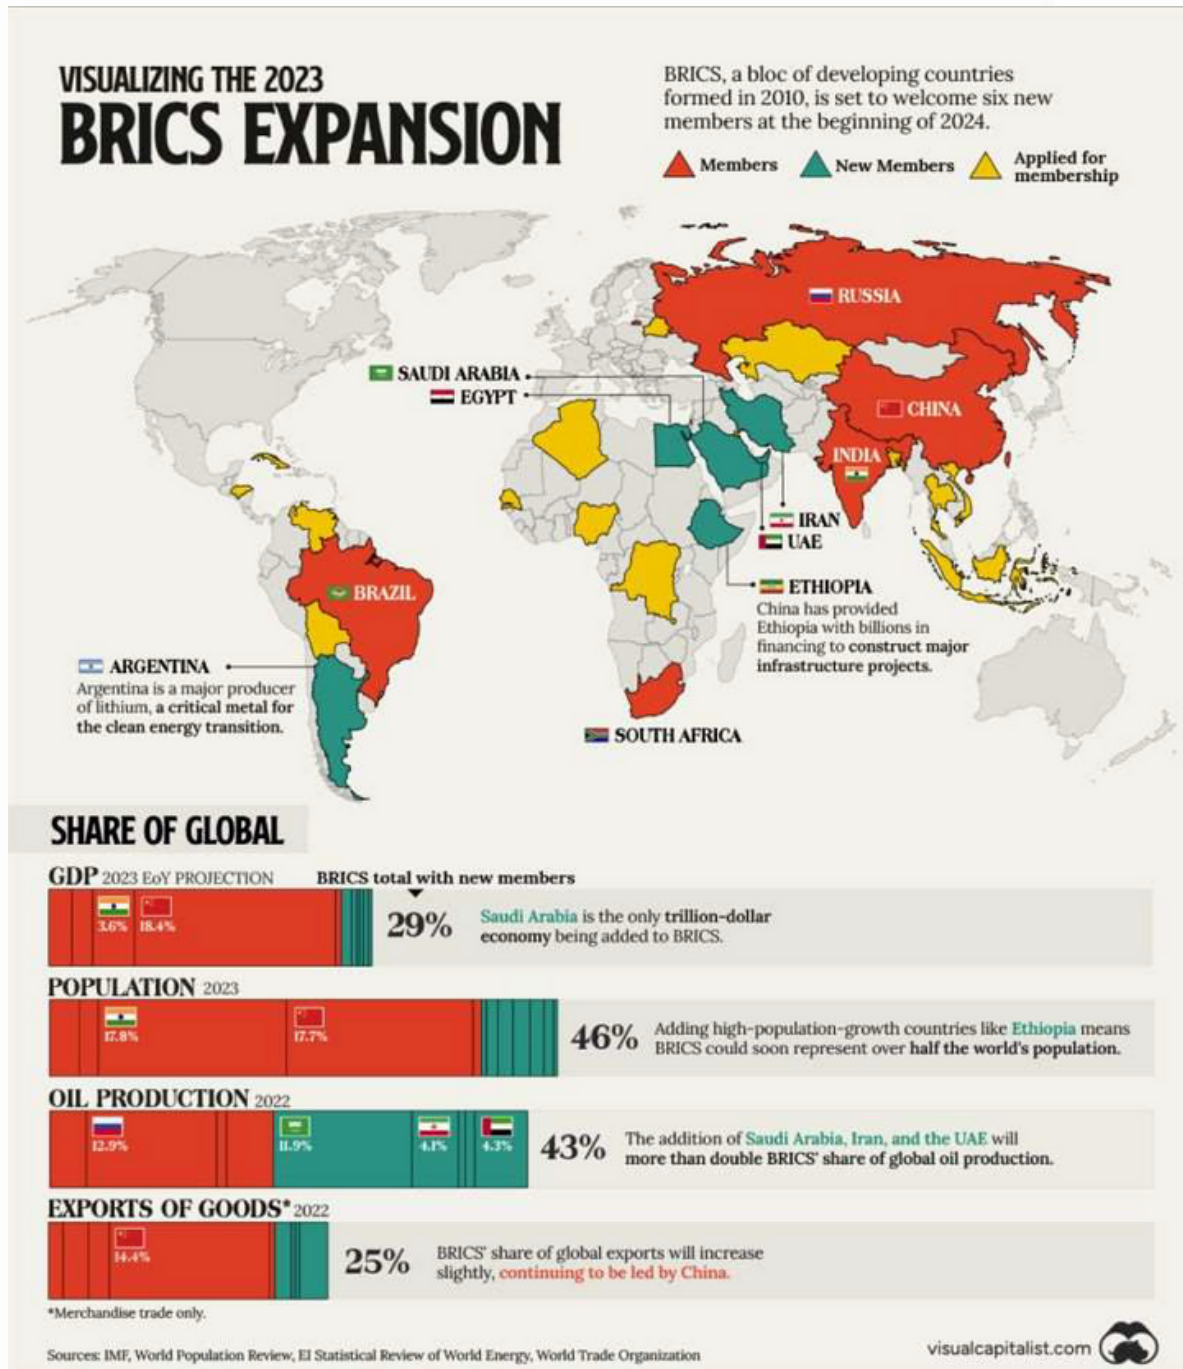 VISUALIZING THE 2023
BRICS EXPANSION
BRICS, a bloc of developing countries
formed in 2010, is set to welcome six new
members at the beginning of 2024.
Members
New Members
Applied for
membership
RUSSIA
SAUDI ARABIA
EGYPT
CHINA
INDIA
IRAN
UAE
BRAZIL
ETHIOPIA
China has provided
Ethiopia with billions in
financing to construct major
infrastructure projects.
ARGENTINA
Argentina is a major producer
of lithium, a critical metal for
the clean energy transition.
SOUTH AFRICA
SHARE OF GLOBAL
GDP 2023 EoY PROJECTION
BRICS total with new members
3.6% 18.4%
29%
Saudi Arabia is the only trillion-dollar
economy being added to BRICS.
POPULATION 2023
17.8% 17.7%
46%
Adding high-population-growth countries like Ethiopia means
BRICS could soon represent over half the world's population.
OIL PRODUCTION 2022
12.9% 11.9% 4.1% 4.3%
43%
The addition of Saudi Arabia, Iran, and the UAE will
more than double BRICS' share of global oil production.
EXPORTS OF GOODS* 2022
14.4%
25%
BRICS' share of global exports will increase
slightly, continuing to be led by China.
*Merchandise trade only.
Sources: IMF, World Population Review, EI Statistical Review of World Energy, World Trade Organization
visualcapitalist.com